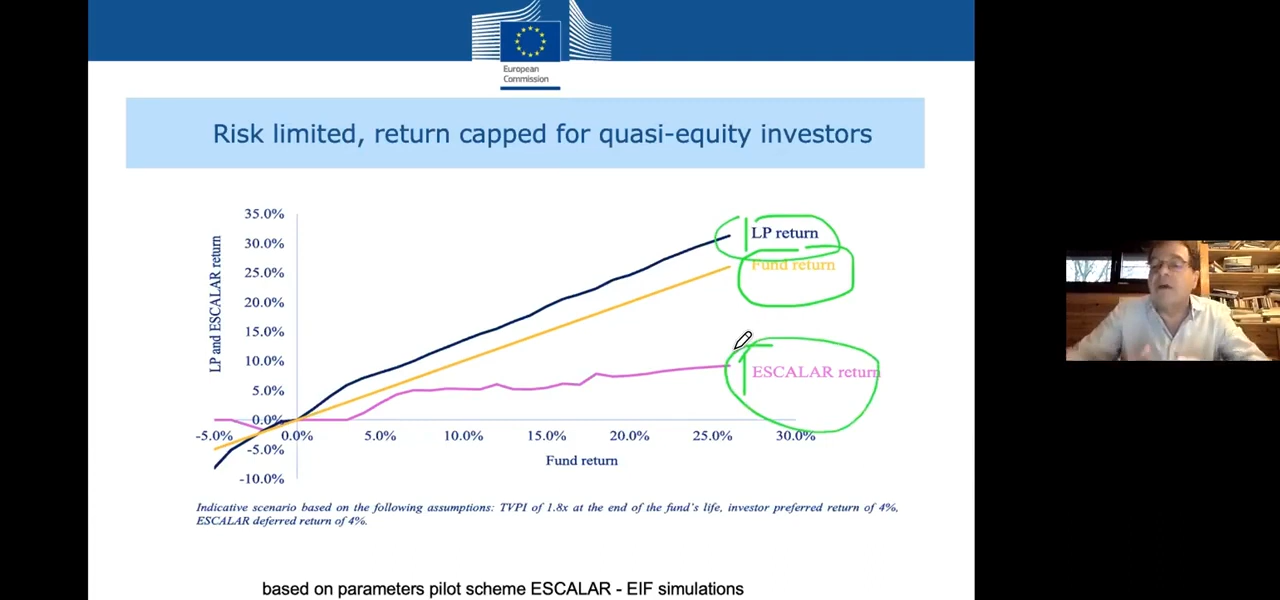 European
Commission
Risk limited, return capped for quasi-equity investors
LP and ESCALAR return
35.0%
30.0%
25.0%
20.0%
15.0%
10.0%
5.0%
0.0%
-5.0%
-10.0%
LP return
Fund return
ESCALAR return
-5.0% 0.0% 5.0% 10.0% 15.0% 20.0% 25.0% 30.0%
Fund return
Indicative scenario based on the following assumptions: TVPI of 1.8x at the end of the fund's life, investor preferred return of 4%,
ESCALAR deferred return of 4%.
based on parameters pilot scheme ESCALAR - EIF simulations